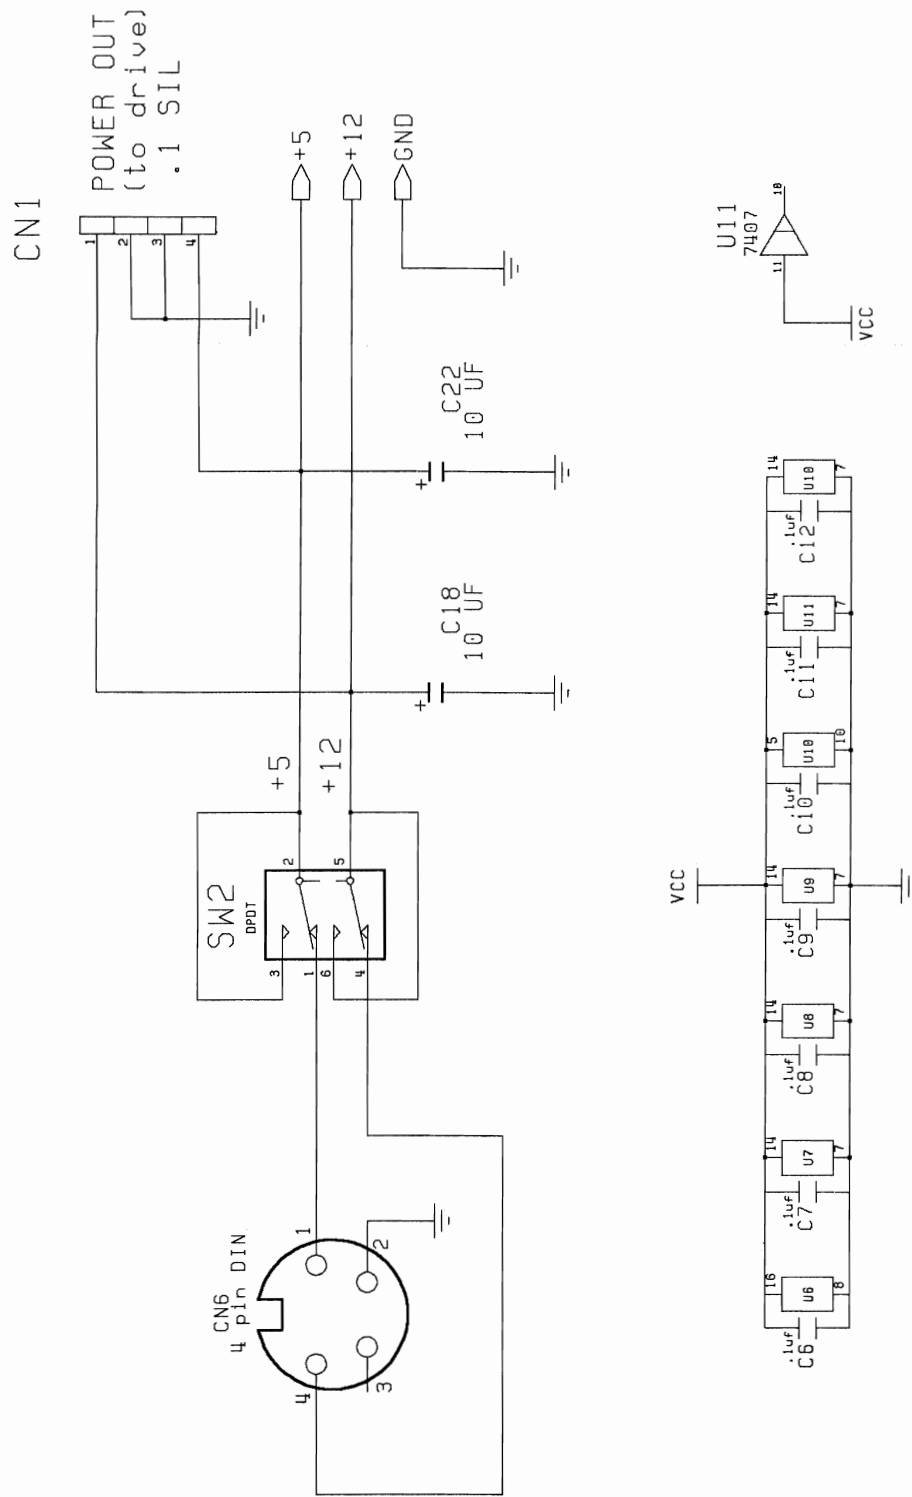 CN1
POWER OUT
(to drive)
.1 SIL
1
2
3
4
+5
+12
GND
C22
10 UF
+
C18
10 UF
+
+5
+12
SW2
DPDT
2
5
3
1
6
4
CN6
4 pin DIN
1
2
3
4
U11
7407
11
10
VCC
VCC
.1uf
C6
16
U6
8
.1uf
C7
14
U7
7
.1uf
C8
14
U8
7
.1uf
C9
14
U9
7
.1uf
C10
5
U10
10
.1uf
C11
14
U11
7
.1uf
C12
14
U10
7